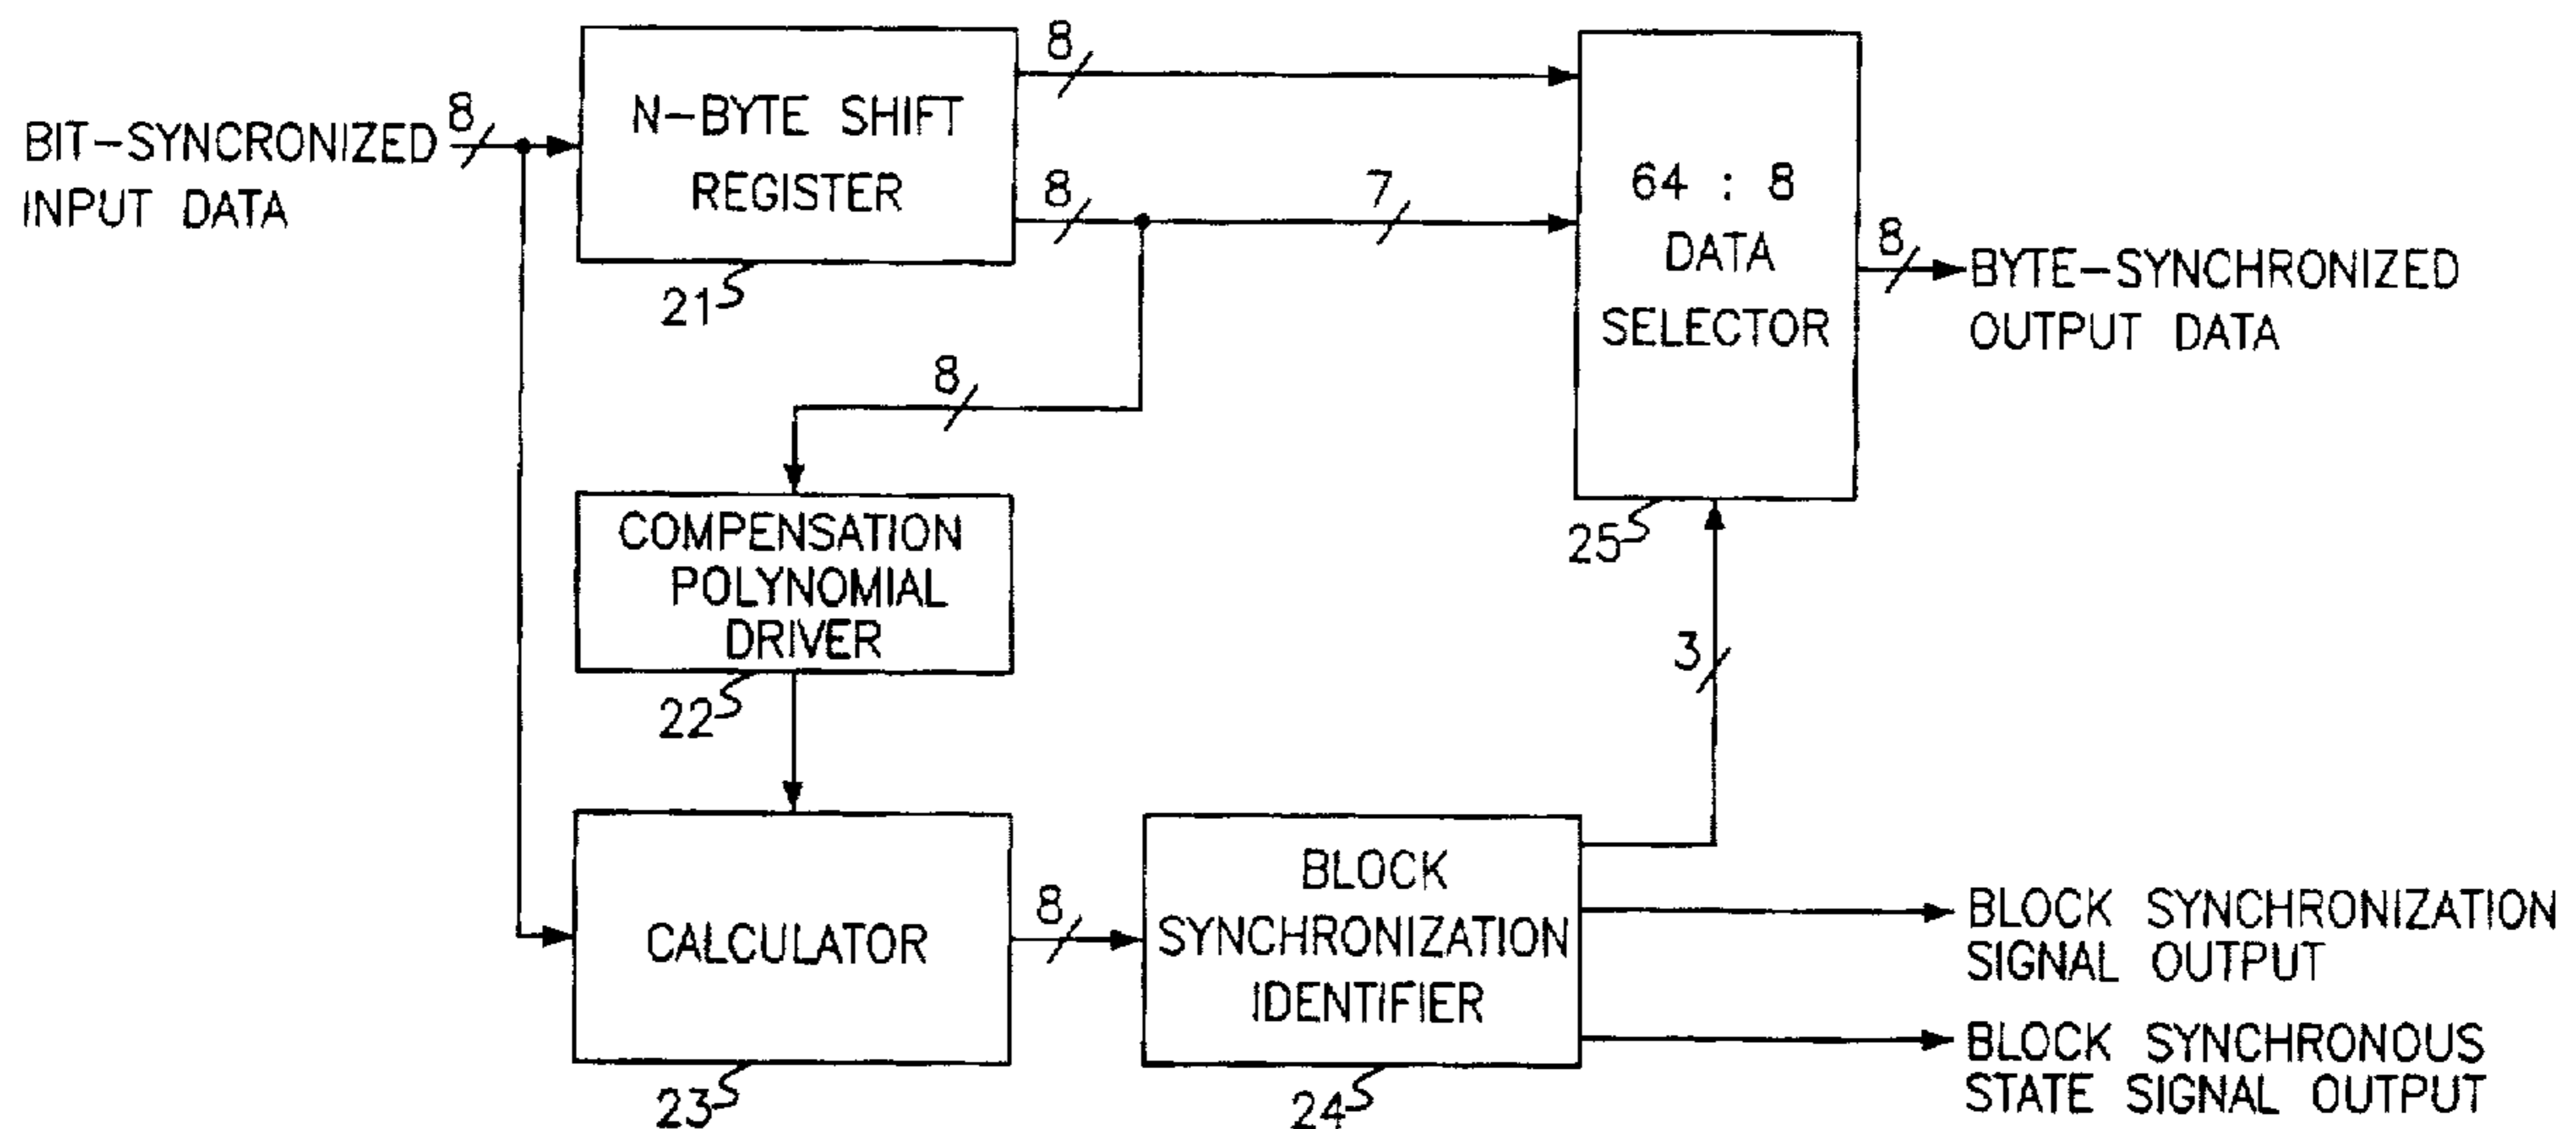 8
8
BIT-SYNCRONIZED
INPUT DATA
N-BYTE SHIFT
REGISTER
21
8
7
64 : 8
DATA
SELECTOR
25
8
BYTE-SYNCHRONIZED
OUTPUT DATA
8
COMPENSATION
POLYNOMIAL
DRIVER
22
3
CALCULATOR
23
8
BLOCK
SYNCHRONIZATION
IDENTIFIER
24
BLOCK SYNCHRONIZATION
SIGNAL OUTPUT
BLOCK SYNCHRONOUS
STATE SIGNAL OUTPUT